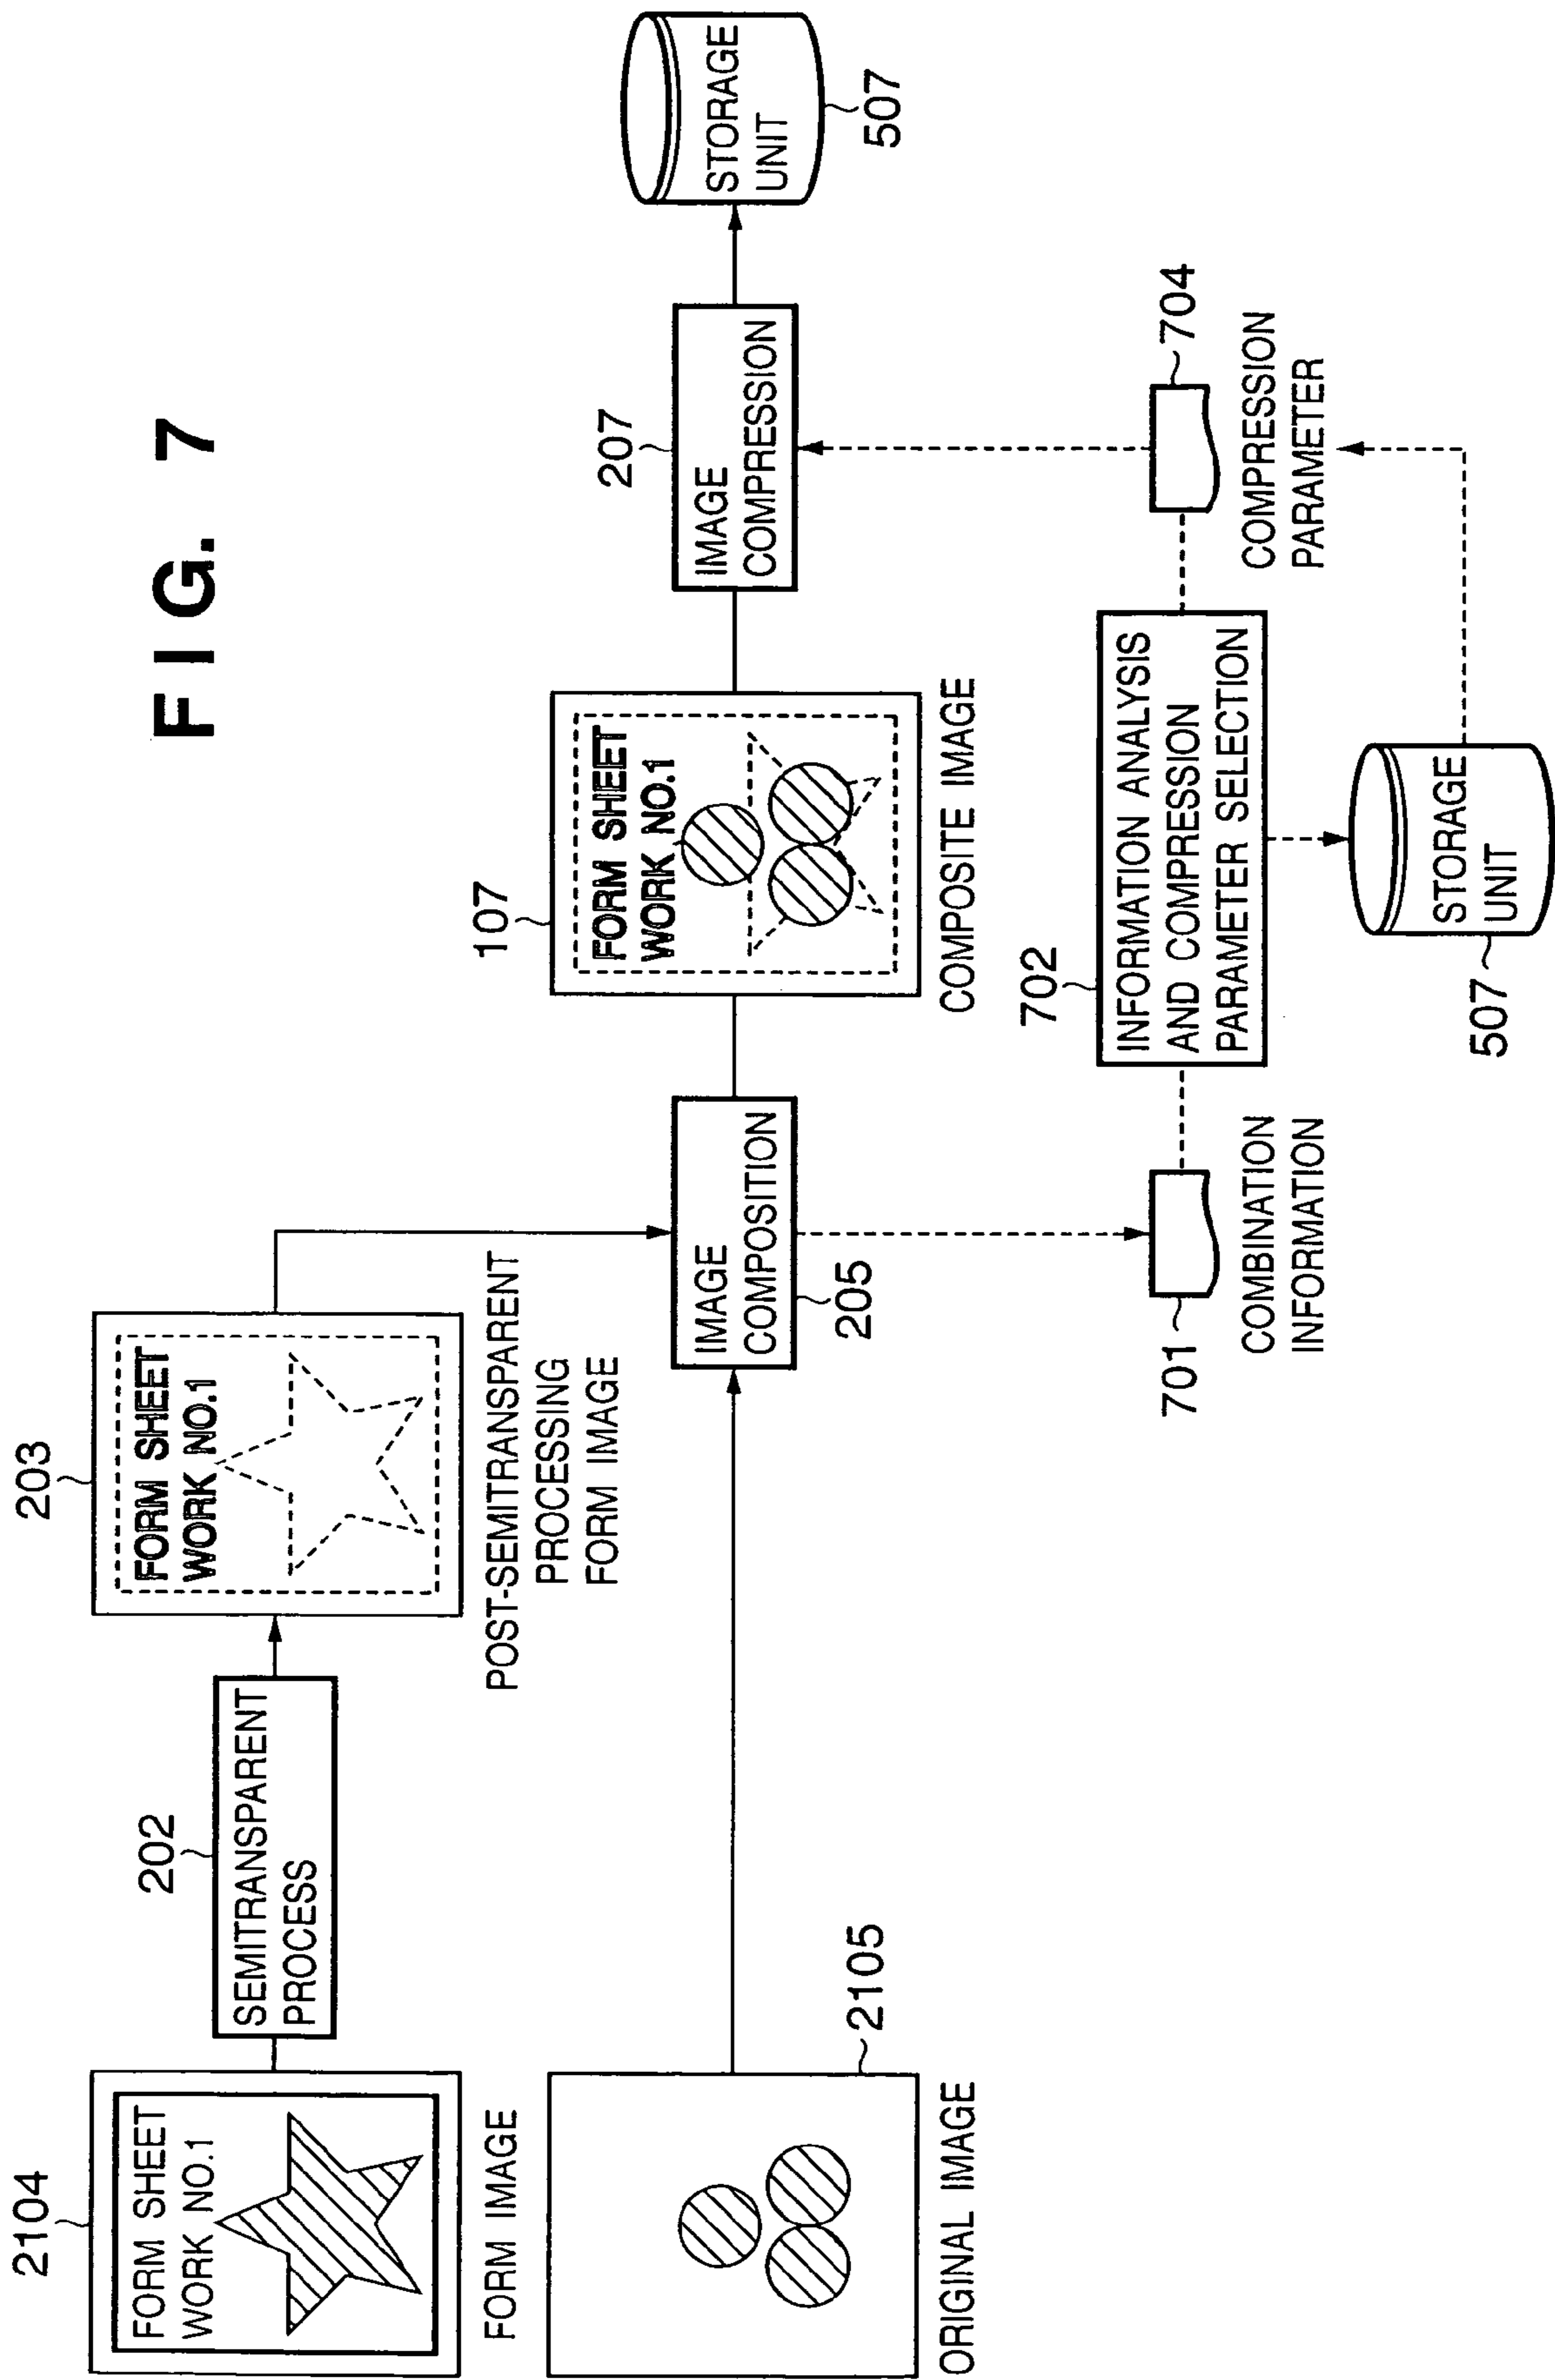 FIG. 7
2104
FORM SHEET
WORK NO.1
FORM IMAGE
202
SEMITRANSPARENT
PROCESS
203
FORM SHEET
WORK NO.1
POST-SEMITRANSPARENT
PROCESSING
FORM IMAGE
2105
ORIGINAL IMAGE
IMAGE
COMPOSITION
205
107
FORM SHEET
WORK NO.1
COMPOSITE IMAGE
207
IMAGE
COMPRESSION
STORAGE
UNIT
507
701
COMBINATION
INFORMATION
702
INFORMATION ANALYSIS
AND COMPRESSION
PARAMETER SELECTION
704
COMPRESSION
PARAMETER
STORAGE
UNIT
507